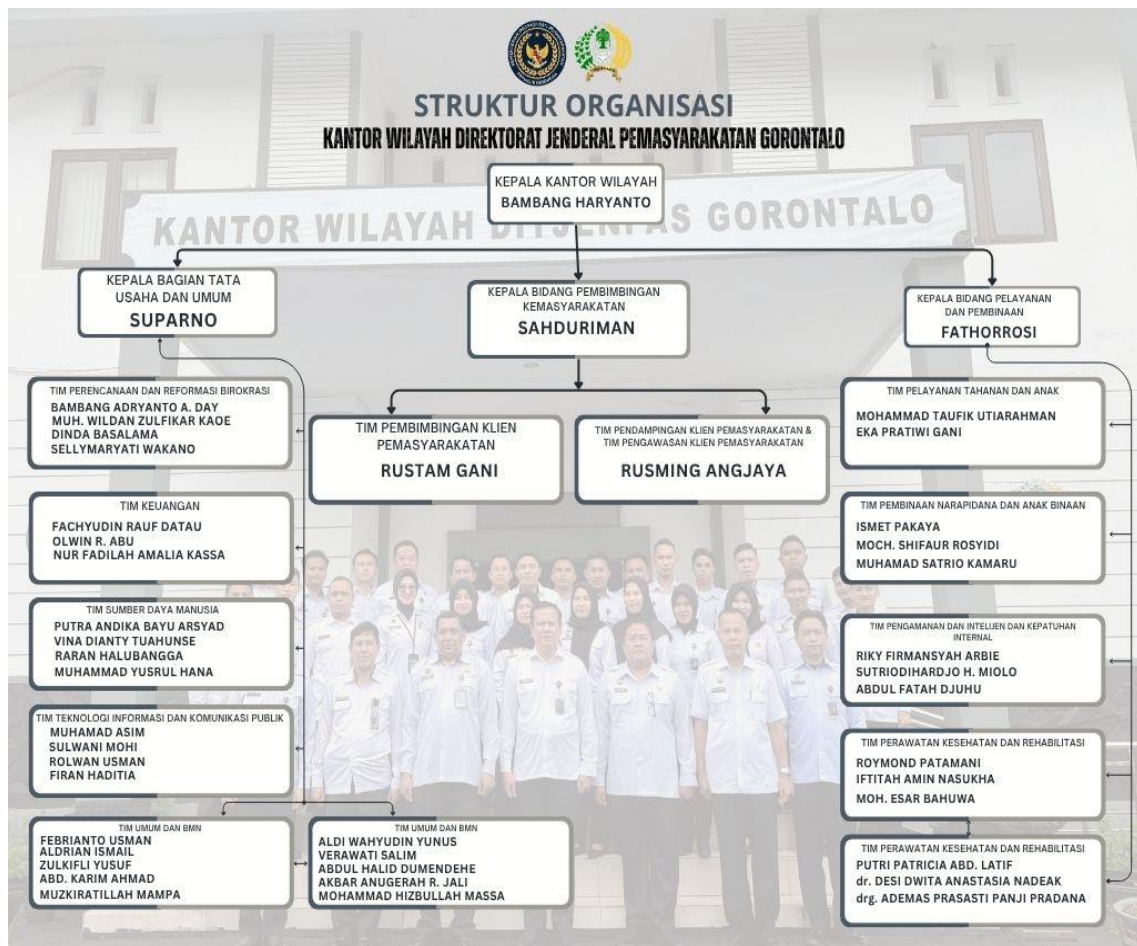 STRUKTUR ORGANISASI
KANTOR WILAYAH DIREKTORAT JENDERAL PEMASYARAKATAN GORONTALO
KEPALA KANTOR WILAYAH
BAMBANG HARYANTO
KANTOR WILAYAH DITJENPAS GORONTALO
KEPALA BAGIAN TATA
USAHA DAN UMUM
SUPARNO
KEPALA BIDANG PEMBIMBINGAN
KEMASYARAKATAN
SAHDURIMAN
KEPALA BIDANG PELAYANAN
DAN PEMBINAAN
FATHORROSI
TIM PERENCANAAN DAN REFORMASI BIROKRASI
BAMBANG ADRYANTO A. DAY
MUH. WILDAN ZULFIKAR KAOE
DINDA BASALAMA
SELLYMARYATI WAKANO
TIM KEUANGAN
FACHYUDIN RAUF DATAU
OLWIN R. ABU
NUR FADILAH AMALIA KASSA
TIM SUMBER DAYA MANUSIA
PUTRA ANDIKA BAYU ARSYAD
VINA DIANTY TUAHUNSE
RARAN HALUBANGGA
MUHAMMAD YUSRUL HANA
TIM TEKNOLOGI INFORMASI DAN KOMUNIKASI PUBLIK
MUHAMAD ASIM
SULWANI MOHI
ROLWAN USMAN
FIRAN HADITIA
TIM UMUM DAN BMN
FEBRIANTO USMAN
ALDRIAN ISMAIL
ZULKIFLI YUSUF
ABD. KARIM AHMAD
MUZKIRATILLAH MAMPA
TIM UMUM DAN BMN
ALDI WAHYUDIN YUNUS
VERAWATI SALIM
ABDUL HALID DUMENDEHE
AKBAR ANUGERAH R. JALI
MOHAMMAD HIZBULLAH MASSA
TIM PEMBIMBINGAN KLIEN
PEMASYARAKATAN
RUSTAM GANI
TIM PENDAMPINGAN KLIEN PEMASYARAKATAN &
TIM PENGAWASAN KLIEN PEMASYARAKATAN
RUSMING ANGJAYA
TIM PELAYANAN TAHANAN DAN ANAK
MOHAMMAD TAUFIK UTIARAHMAN
EKA PRATIWI GANI
TIM PEMBINAAN NARAPIDANA DAN ANAK BINAAN
ISMET PAKAYA
MOCH. SHIFAUR ROSYIDI
MUHAMAD SATRIO KAMARU
TIM PENGAMANAN DAN INTELIJEN DAN KEPATUHAN
INTERNAL
RIKY FIRMANSYAH ARBIE
SUTRIODIHARDJO H. MIOLO
ABDUL FATAH DJUHU
TIM PERAWATAN KESEHATAN DAN REHABILITASI
ROYMOND PATAMANI
IFTITAH AMIN NASUKHA
MOH. ESAR BAHUWA
TIM PERAWATAN KESEHATAN DAN REHABILITASI
PUTRI PATRICIA ABD. LATIF
dr. DESI DWITA ANASTASIA NADEAK
drg. ADEMAS PRASASTI PANJI PRADANA